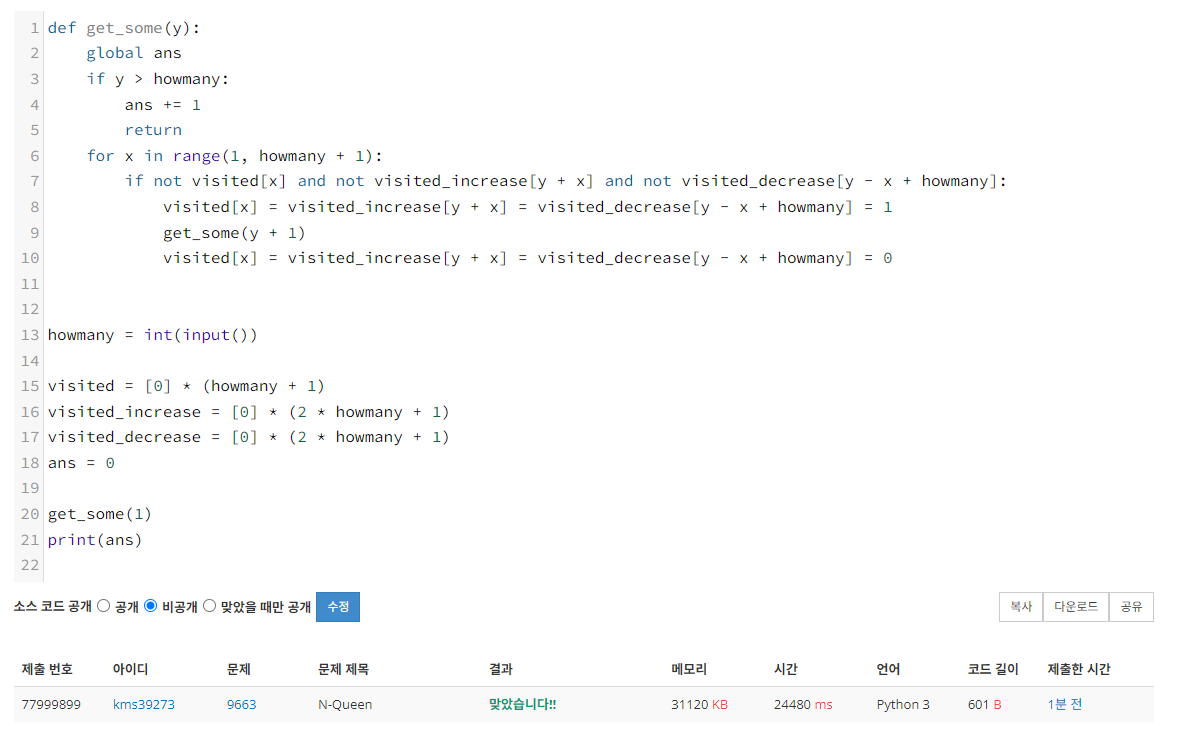 1 def get_some(y):
2     global ans
3     if y > howmany:
4         ans += 1
5         return
6     for x in range(1, howmany + 1):
7         if not visited[x] and not visited_increase[y + x] and not visited_decrease[y - x + howmany]:
8             visited[x] = visited_increase[y + x] = visited_decrease[y - x + howmany] = 1
9             get_some(y + 1)
10             visited[x] = visited_increase[y + x] = visited_decrease[y - x + howmany] = 0
11
12
13 howmany = int(input())
14
15 visited = [0] * (howmany + 1)
16 visited_increase = [0] * (2 * howmany + 1)
17 visited_decrease = [0] * (2 * howmany + 1)
18 ans = 0
19
20 get_some(1)
21 print(ans)
22
소스 코드 공개 공개 비공개 맞았을 때만 공개 수정 복사 다운로드 공유
제출 번호 아이디 문제 문제 제목 결과 메모리 시간 언어 코드 길이 제출한 시간
77999899 kms39273 9663 N-Queen 맞았습니다!! 31120 KB 24480 ms Python 3 601 B 1분 전